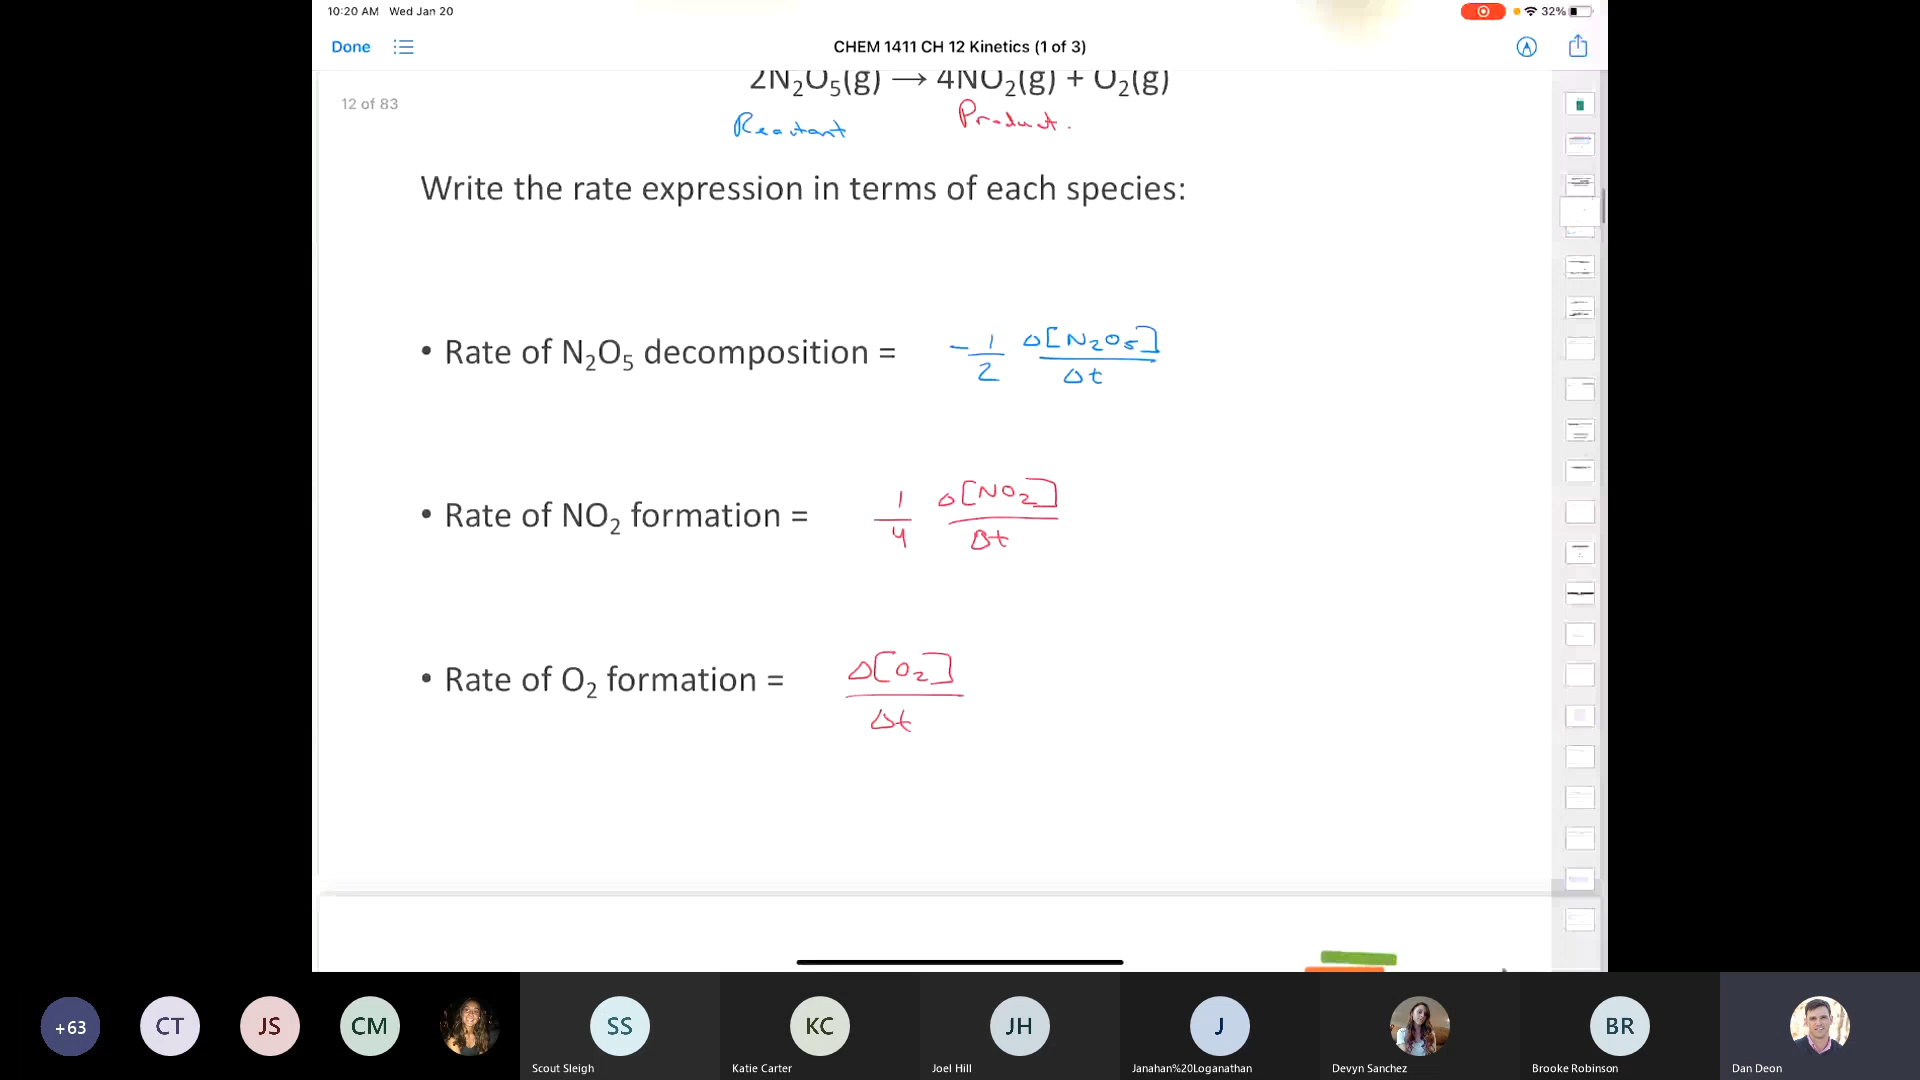 10:20 AM Wed Jan 20
32%
Done
CHEM 1411 CH 12 Kinetics (1 of 3)
2N₂O₅(g) → 4NO₂(g) + O₂(g)
12 of 83
Reactant Product.
Write the rate expression in terms of each species:
• Rate of N₂O₅ decomposition = - 1/2 Δ[N₂O₅]/Δt
• Rate of NO₂ formation = 1/4 Δ[NO₂]/Δt
• Rate of O₂ formation = Δ[O₂]/Δt
+63 CT JS CM SS KC JH J BR
Scout Sleigh Katie Carter Joel Hill Janahan%20Loganathan Devyn Sanchez Brooke Robinson Dan Deon